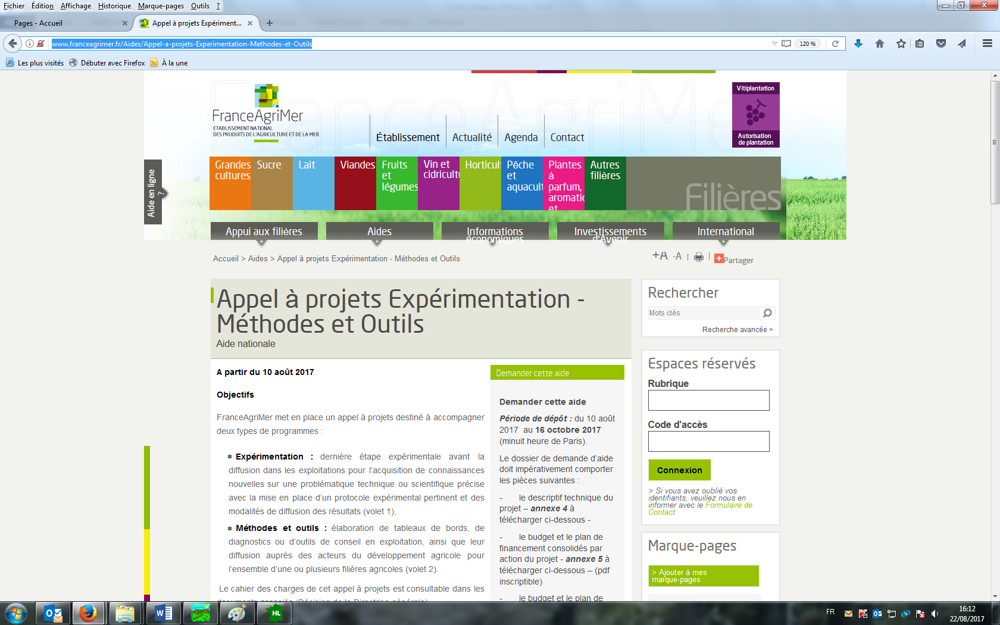 Fichier Édition Affichage Historique Marque-pages Outils ?
Pages - Accueil
Appel à projets Expériment...
www.franceagrimer.fr/Aides/Appel-a-projets-Experimentation-Methodes-et-Outils
120 %
Les plus visités Débuter avec Firefox À la une
FranceAgriMer
FranceAgriMer
ETABLISSEMENT NATIONAL
DES PRODUITS DE L'AGRICULTURE ET DE LA MER
Établissement Actualité Agenda Contact
Vitiplantation
Autorisation
de plantation
Aide en ligne
?
Grandes
cultures
Sucre
Lait
Viandes
Fruits
et
légumes
Vin et
cidricultu
Horticul
Pêche
et
aquacult
Plantes
à
parfum,
aromatic
et
Autres
filières
Filières
Appui aux filières
+
Aides
+
Informations
économiques
Investissements
d'Avenir
International
+
Accueil > Aides > Appel à projets Expérimentation - Méthodes et Outils
+A -A | | Partager
Appel à projets Expérimentation -
Méthodes et Outils
Aide nationale
A partir du 10 août 2017
Objectifs
FranceAgriMer met en place un appel à projets destiné à accompagner
deux types de programmes :
Expérimentation : dernière étape expérimentale avant la
diffusion dans les exploitations pour l'acquisition de connaissances
nouvelles sur une problématique technique ou scientifique précise
avec la mise en place d'un protocole expérimental pertinent et des
modalités de diffusion des résultats (volet 1),
Méthodes et outils : élaboration de tableaux de bords, de
diagnostics ou d'outils de conseil en exploitation, ainsi que leur
diffusion auprès des acteurs du développement agricole pour
l'ensemble d'une ou plusieurs filières agricoles (volet 2).
Le cahier des charges de cet appel à projets est consultable dans les
documents associés (Décision de la Directrice générale)
Demander cette aide
Demander cette aide
Période de dépôt : du 10 août
2017 au 16 octobre 2017
(minuit heure de Paris).
Le dossier de demande d'aide
doit impérativement comporter
les pièces suivantes :
- le descriptif technique du
projet – annexe 4 à
télécharger ci-dessous -
- le budget et le plan de
financement consolidés par
action du projet - annexe 5 à
télécharger ci-dessous – (pdf
inscriptible)
- le budget et le plan de
Rechercher
Mots clés
Recherche avancée >
Espaces réservés
Rubrique
Code d'accès
Connexion
> Si vous avez oublié vos
identifiants, veuillez nous en
informer avec le Formulaire de
Contact
Marque-pages
> Ajouter à mes
marque-pages
NL
FR
16:12
22/08/2017